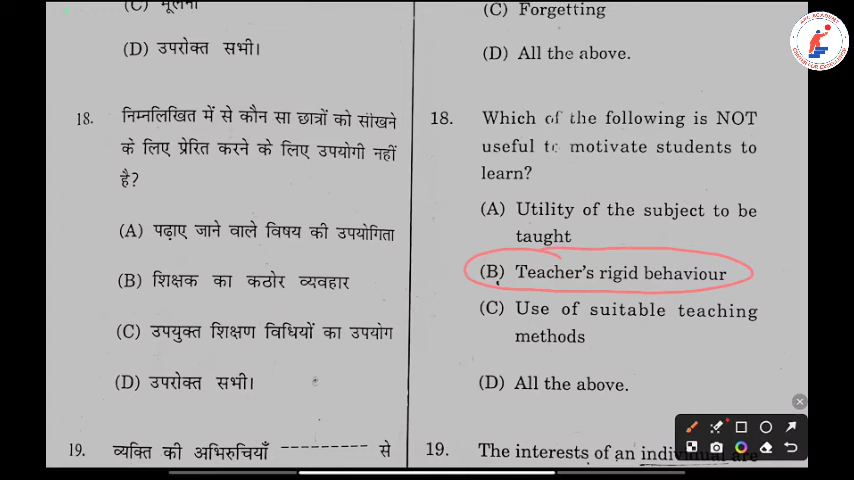 (C) भूलना
(D) उपरोक्त सभी।
18. निम्नलिखित में से कौन सा छात्रों को सीखने
के लिए प्रेरित करने के लिए उपयोगी नहीं
है?
(A) पढ़ाए जाने वाले विषय की उपयोगिता
(B) शिक्षक का कठोर व्यवहार
(C) उपयुक्त शिक्षण विधियों का उपयोग
(D) उपरोक्त सभी।
19. व्यक्ति की अभिरुचियाँ --------- से
(C) Forgetting
(D) All the above.
18. Which of the following is NOT
useful to motivate students to
learn?
(A) Utility of the subject to be
taught
(B) Teacher's rigid behaviour
(C) Use of suitable teaching
methods
(D) All the above.
19. The interests of an individual are